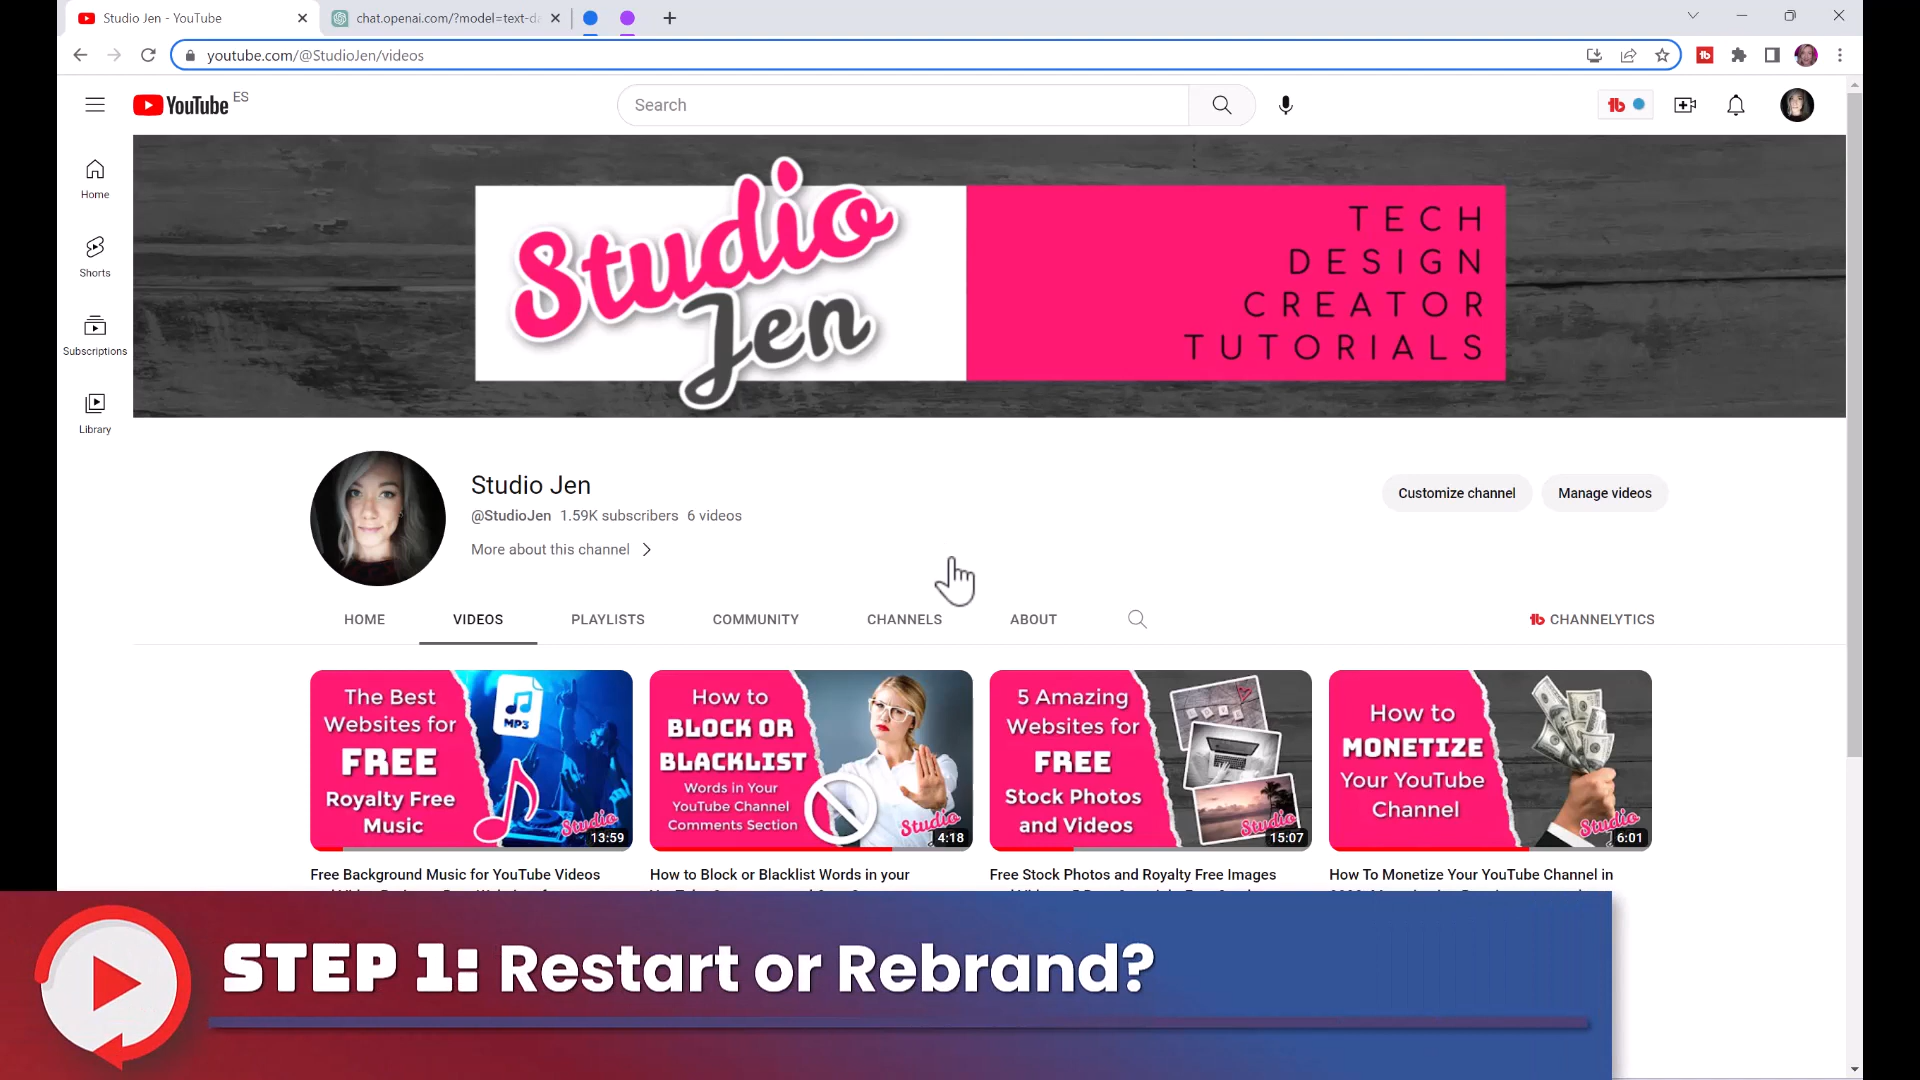 Studio Jen - YouTube
chat.openai.com/?model=text-da
youtube.com/@StudioJen/videos
YouTube ES
Search
Home
Shorts
Subscriptions
Library
Studio
Jen
TECH
DESIGN
CREATOR
TUTORIALS
Studio Jen
@StudioJen 1.59K subscribers 6 videos
More about this channel
Customize channel
Manage videos
HOME
VIDEOS
PLAYLISTS
COMMUNITY
CHANNELS
ABOUT
CHANNELYTICS
The Best
Websites for
FREE
Royalty Free
Music
MP3
Studio
13:59
How to
BLOCK OR
BLACKLIST
Words in Your
YouTube Channel
Comments Section
Studio
4:18
5 Amazing
Websites for
FREE
Stock Photos
and Videos
Studio
15:07
How to
MONETIZE
Your YouTube
Channel
Studio
6:01
Free Background Music for YouTube Videos
How to Block or Blacklist Words in your
Free Stock Photos and Royalty Free Images
How To Monetize Your YouTube Channel in
STEP 1: Restart or Rebrand?